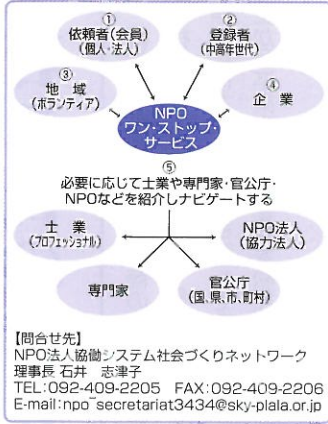 ①
依頼者(会員)
(個人・法人)
②
登録者
(中高年世代)
③
地域
(ボランティア)
④
企業
NPO
ワン・ストップ・
サービス
⑤
必要に応じて士業や専門家・官公庁・
NPOなどを紹介しナビゲートする
士業
(プロフェッショナル)
NPO法人
(協力法人)
専門家
官公庁
(国、県、市、町村)
【問合せ先】
NPO法人協働システム社会づくりネットワーク
理事長 石井 志津子
TEL:092-409-2205 FAX:092-409-2206
E-mail:npo‾secretariat3434@sky-plala.or.jp